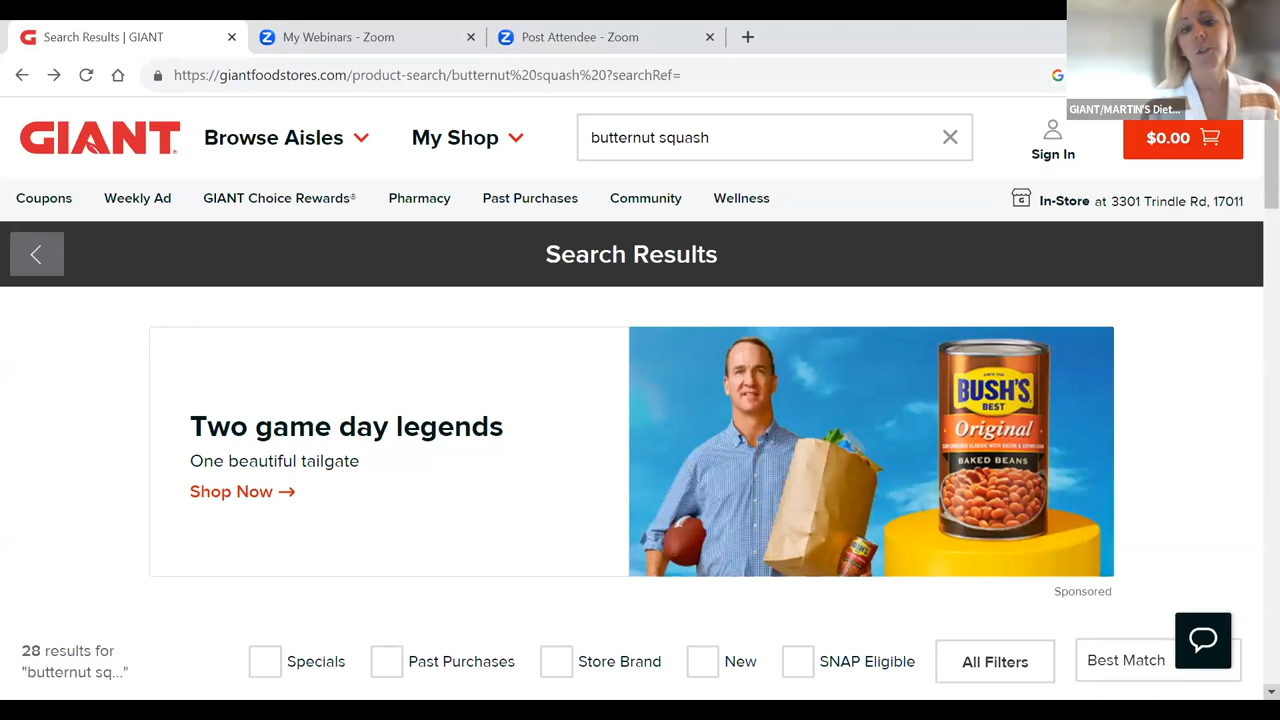 Search Results | GIANT
My Webinars - Zoom
Post Attendee - Zoom
https://giantfoodstores.com/product-search/butternut%20squash%20?searchRef=
GIANT/MARTIN'S Diet...
GIANT
Browse Aisles
My Shop
butternut squash
Sign In
$0.00
Coupons
Weekly Ad
GIANT Choice Rewards®
Pharmacy
Past Purchases
Community
Wellness
In-Store at 3301 Trindle Rd, 17011
Search Results
Two game day legends
One beautiful tailgate
Shop Now →
BUSH'S
BEST
Original
BAKED BEANS
Sponsored
28 results for
"butternut sq..."
Specials
Past Purchases
Store Brand
New
SNAP Eligible
All Filters
Best Match